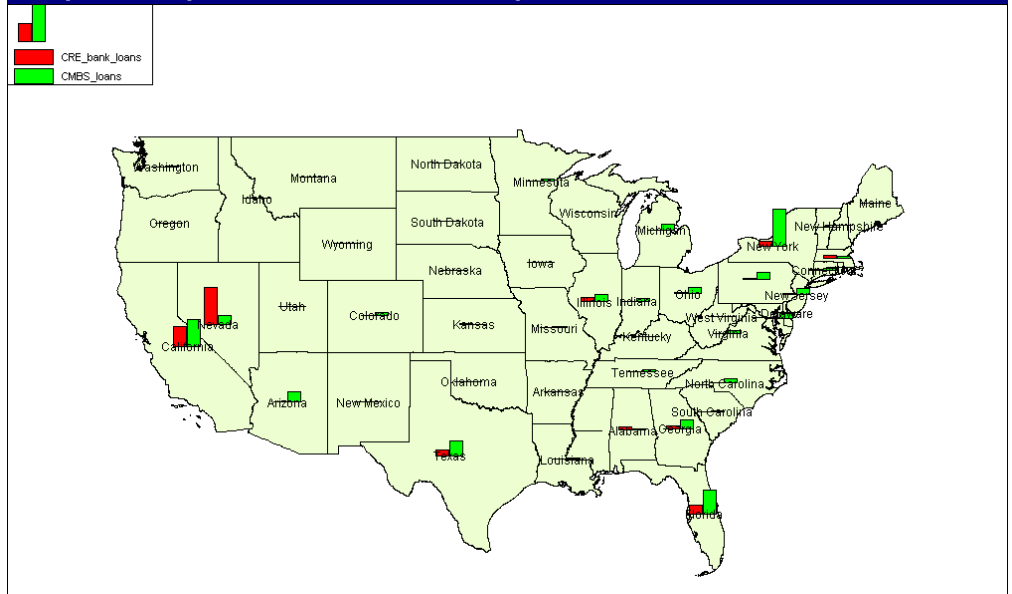 CRE_bank_loans
CMBS_loans
Washington
North Dakota
Montana
Minnesota
Idaho
Maine
Oregon
South Dakota
Wisconsin
New Hampshire
Michigan
Wyoming
New York
Iowa
Nebraska
Connecticut
Utah
Illinois
Indiana
Ohio
New Jersey
Colorado
Delaware
West Virginia
Nevada
Kansas
Missouri
Kentucky
Virginia
California
Tennessee
Oklahoma
North Carolina
Arkansas
Arizona
New Mexico
South Carolina
Alabama
Georgia
Texas
Louisiana
Florida